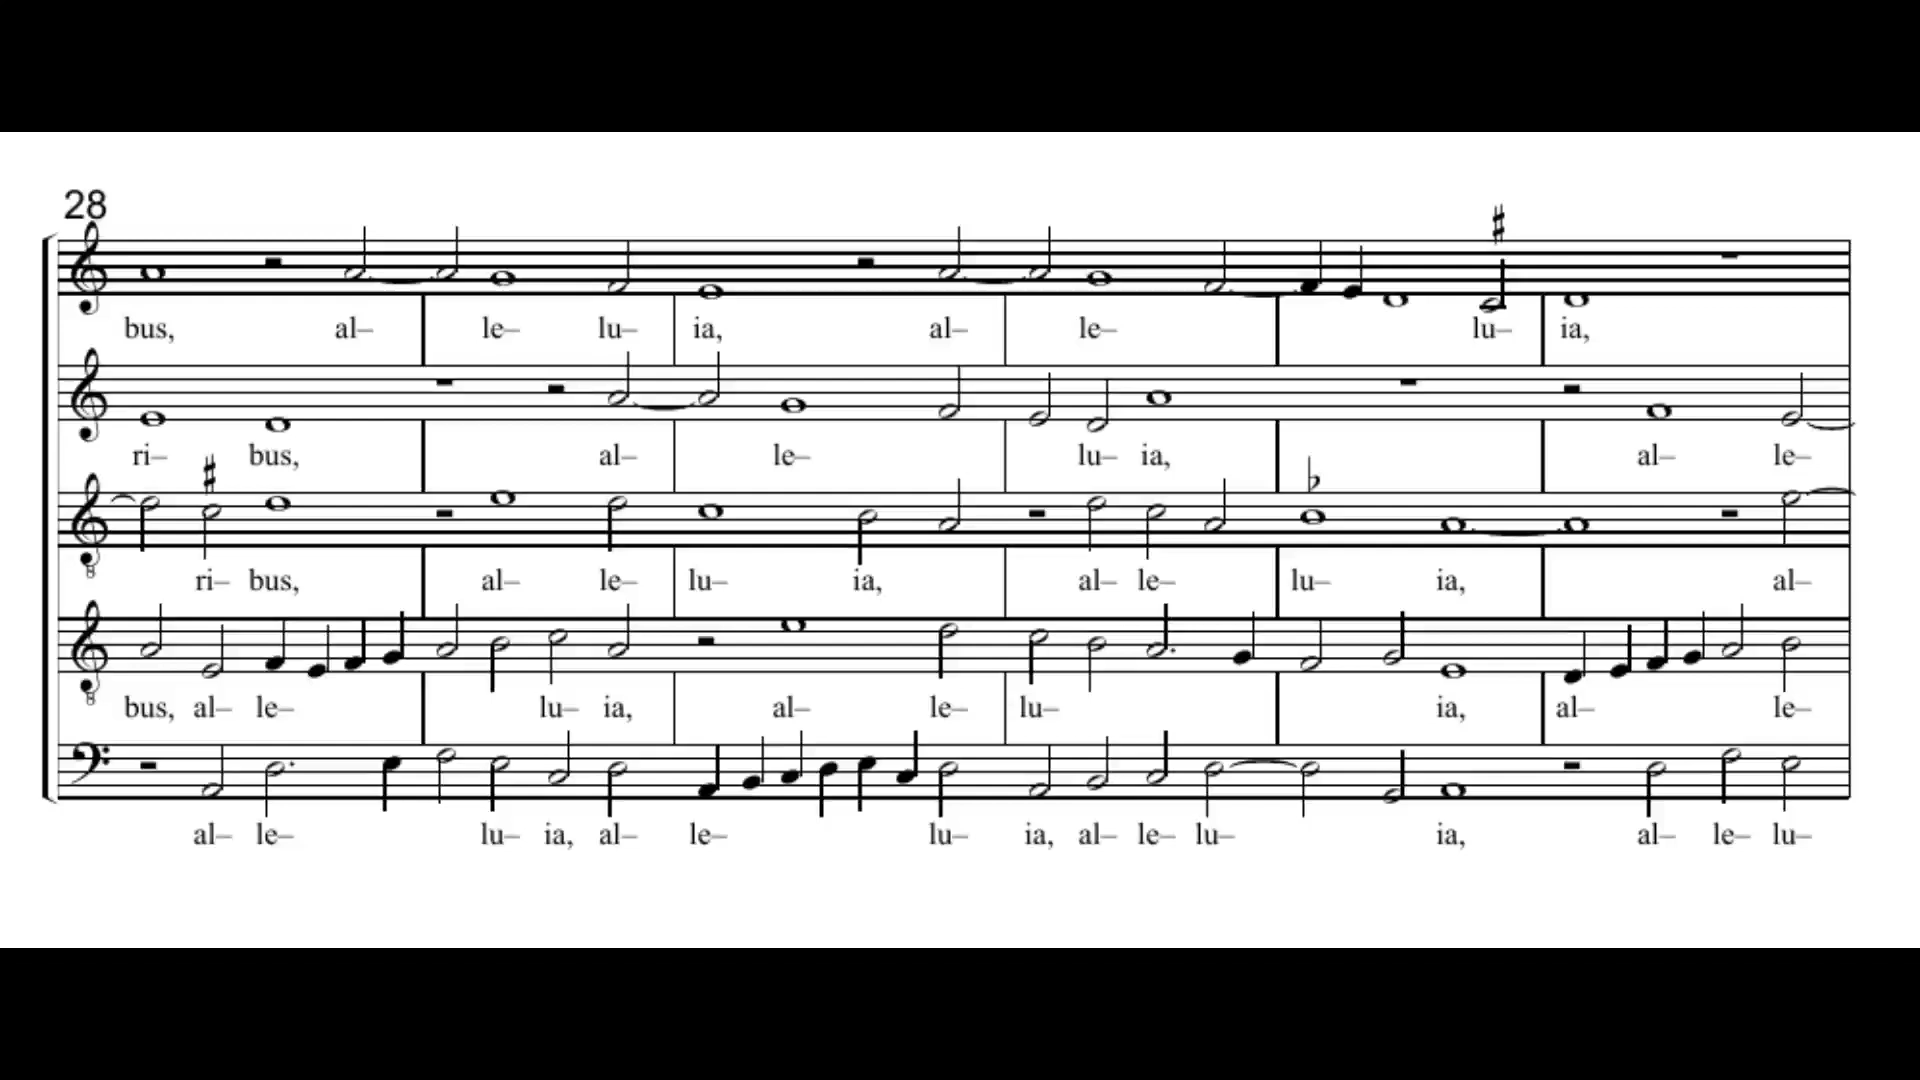 28
bus, al– le– lu– ia, al– le– lu– ia,
ri– bus, al– le– lu– ia, al– le–
ri– bus, al– le– lu– ia, al– le– lu– ia, al–
bus, al– le– lu– ia, al– le– lu– ia, al– le–
al– le– lu– ia, al– le– lu– ia, al– le– lu– ia, al– le– lu–